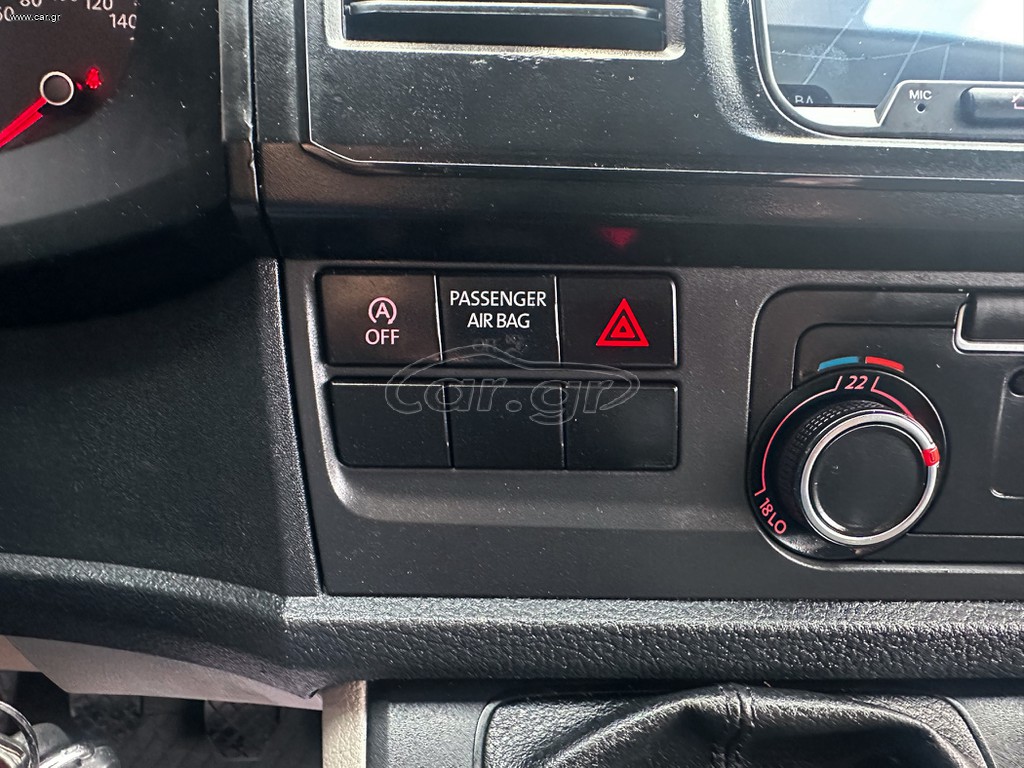 www.car.gr
80
120
140
MIC
A
OFF
PASSENGER
AIR BAG
car.gr
22
18 LO